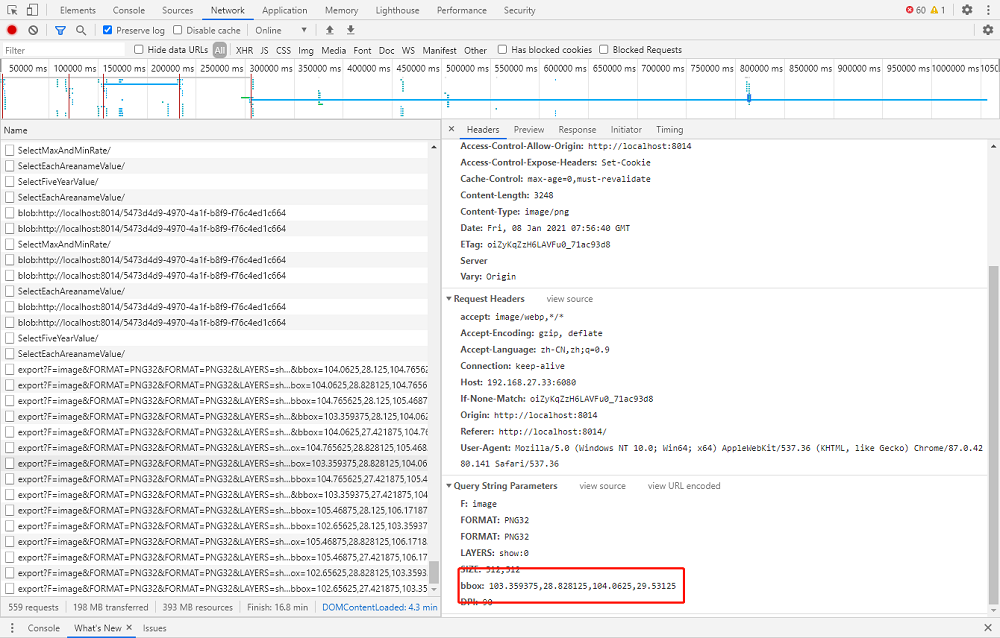 Elements Console Sources Network Application Memory Lighthouse Performance Security 60 1
Preserve log Disable cache Online
Filter Hide data URLs All XHR JS CSS Img Media Font Doc WS Manifest Other Has blocked cookies Blocked Requests
50000 ms 100000 ms 150000 ms 200000 ms 250000 ms 300000 ms 350000 ms 400000 ms 450000 ms 500000 ms 550000 ms 600000 ms 650000 ms 700000 ms 750000 ms 800000 ms 850000 ms 900000 ms 950000 ms 1000000 ms 1050
Name
SelectMaxAndMinRate/
SelectEachAreanameValue/
SelectFiveYearValue/
SelectEachAreanameValue/
blob:http://localhost:8014/5473d4d9-4970-4a1f-b8f9-f76c4ed1c664
blob:http://localhost:8014/5473d4d9-4970-4a1f-b8f9-f76c4ed1c664
SelectMaxAndMinRate/
blob:http://localhost:8014/5473d4d9-4970-4a1f-b8f9-f76c4ed1c664
blob:http://localhost:8014/5473d4d9-4970-4a1f-b8f9-f76c4ed1c664
SelectEachAreanameValue/
blob:http://localhost:8014/5473d4d9-4970-4a1f-b8f9-f76c4ed1c664
blob:http://localhost:8014/5473d4d9-4970-4a1f-b8f9-f76c4ed1c664
SelectFiveYearValue/
SelectEachAreanameValue/
export?F=image&FORMAT=PNG32&FORMAT=PNG32&LAYERS=sh...&bbox=104.0625,28.125,104.76562
export?F=image&FORMAT=PNG32&FORMAT=PNG32&LAYERS=sh...bbox=104.0625,28.828125,104.7656
export?F=image&FORMAT=PNG32&FORMAT=PNG32&LAYERS=sh...bbox=104.765625,28.125,105.46875
export?F=image&FORMAT=PNG32&FORMAT=PNG32&LAYERS=sh...bbox=103.359375,28.125,104.0625
export?F=image&FORMAT=PNG32&FORMAT=PNG32&LAYERS=sh...ox=104.0625,27.421875,104.765
export?F=image&FORMAT=PNG32&FORMAT=PNG32&LAYERS=sh...ox=104.765625,28.828125,105.468
export?F=image&FORMAT=PNG32&FORMAT=PNG32&LAYERS=sh...bbox=103.359375,28.828125,104.06
export?F=image&FORMAT=PNG32&FORMAT=PNG32&LAYERS=sh...ox=104.765625,27.421875,105.4
export?F=image&FORMAT=PNG32&FORMAT=PNG32&LAYERS=sh...bbox=103.359375,27.421875,104
export?F=image&FORMAT=PNG32&FORMAT=PNG32&LAYERS=sh...bbox=105.46875,28.125,106.17187
export?F=image&FORMAT=PNG32&FORMAT=PNG32&LAYERS=sh...bbox=102.65625,28.125,103.35937
export?F=image&FORMAT=PNG32&FORMAT=PNG32&LAYERS=sh...ox=105.46875,28.828125,106.1718
export?F=image&FORMAT=PNG32&FORMAT=PNG32&LAYERS=sh...bbox=105.46875,27.421875,106.1
export?F=image&FORMAT=PNG32&FORMAT=PNG32&LAYERS=sh...ox=102.65625,28.828125,103.3593
export?F=image&FORMAT=PNG32&FORMAT=PNG32&LAYERS=sh...bbox=102.65625,27.421875,103.35
559 requests 198 MB transferred 393 MB resources Finish: 16.8 min DOMContentLoaded: 4.3 min
Headers Preview Response Initiator Timing
Access-Control-Allow-Origin: http://localhost:8014
Access-Control-Expose-Headers: Set-Cookie
Cache-Control: max-age=0,must-revalidate
Content-Length: 3248
Content-Type: image/png
Date: Fri, 08 Jan 2021 07:56:40 GMT
ETag: oiZyKqZzH6LAVFu0_71ac93d8
Server
Vary: Origin
Request Headers view source
accept: image/webp,*/*
Accept-Encoding: gzip, deflate
Accept-Language: zh-CN,zh;q=0.9
Connection: keep-alive
Host: 192.168.27.33:6080
If-None-Match: oiZyKqZzH6LAVFu0_71ac93d8
Origin: http://localhost:8014
Referer: http://localhost:8014/
User-Agent: Mozilla/5.0 (Windows NT 10.0; Win64; x64) AppleWebKit/537.36 (KHTML, like Gecko) Chrome/87.0.42
80.141 Safari/537.36
Query String Parameters view source view URL encoded
F: image
FORMAT: PNG32
FORMAT: PNG32
LAYERS: show:0
SIZE: 512,512
bbox: 103.359375,28.828125,104.0625,29.53125
DPI: 90
Console What's New Issues